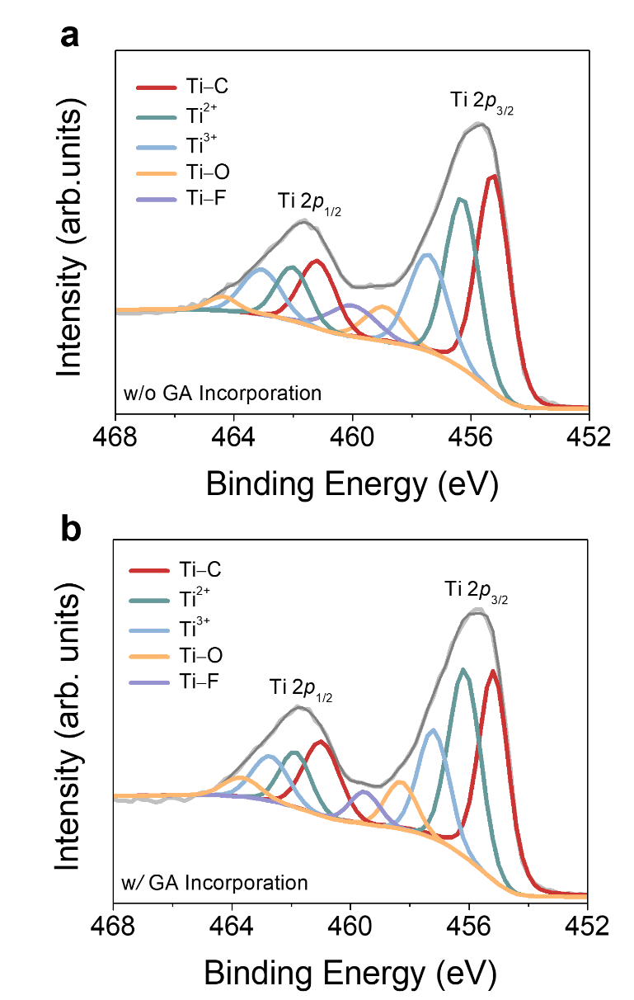 a
Ti–C
Ti²⁺
Ti³⁺
Ti–O
Ti–F
Ti 2p₁/₂
Ti 2p₃/₂
Intensity (arb.units)
w/o GA Incorporation
468 464 460 456 452
Binding Energy (eV)
b
Ti–C
Ti²⁺
Ti³⁺
Ti–O
Ti–F
Ti 2p₁/₂
Ti 2p₃/₂
Intensity (arb. units)
w/ GA Incorporation
468 464 460 456 452
Binding Energy (eV)